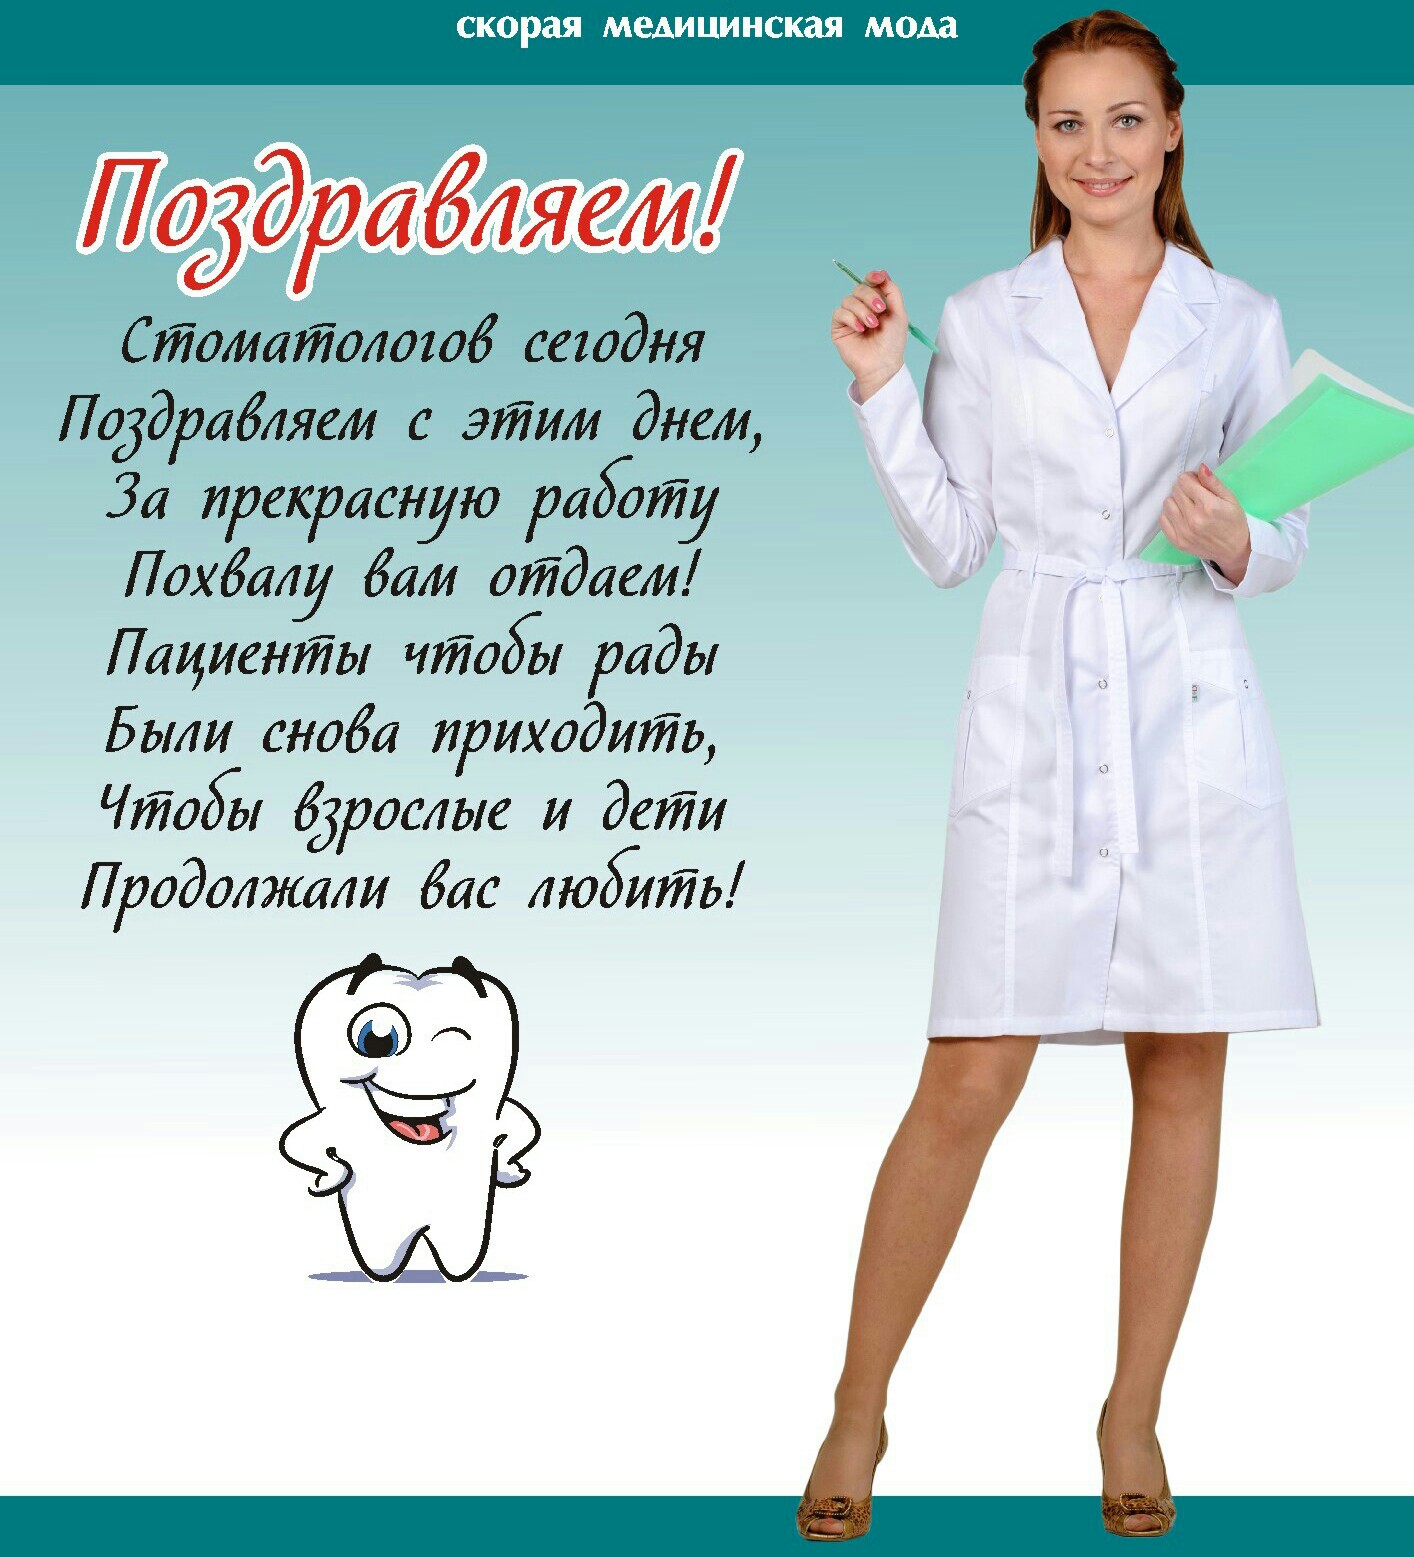 скорая медицинская мода
Поздравляем!
Стоматологов сегодня
Поздравляем с этим днем,
За прекрасную работу
Похвалу вам отдаем!
Пациенты чтобы рады
Были снова приходить,
Чтобы взрослые и дети
Продолжали вас любить!